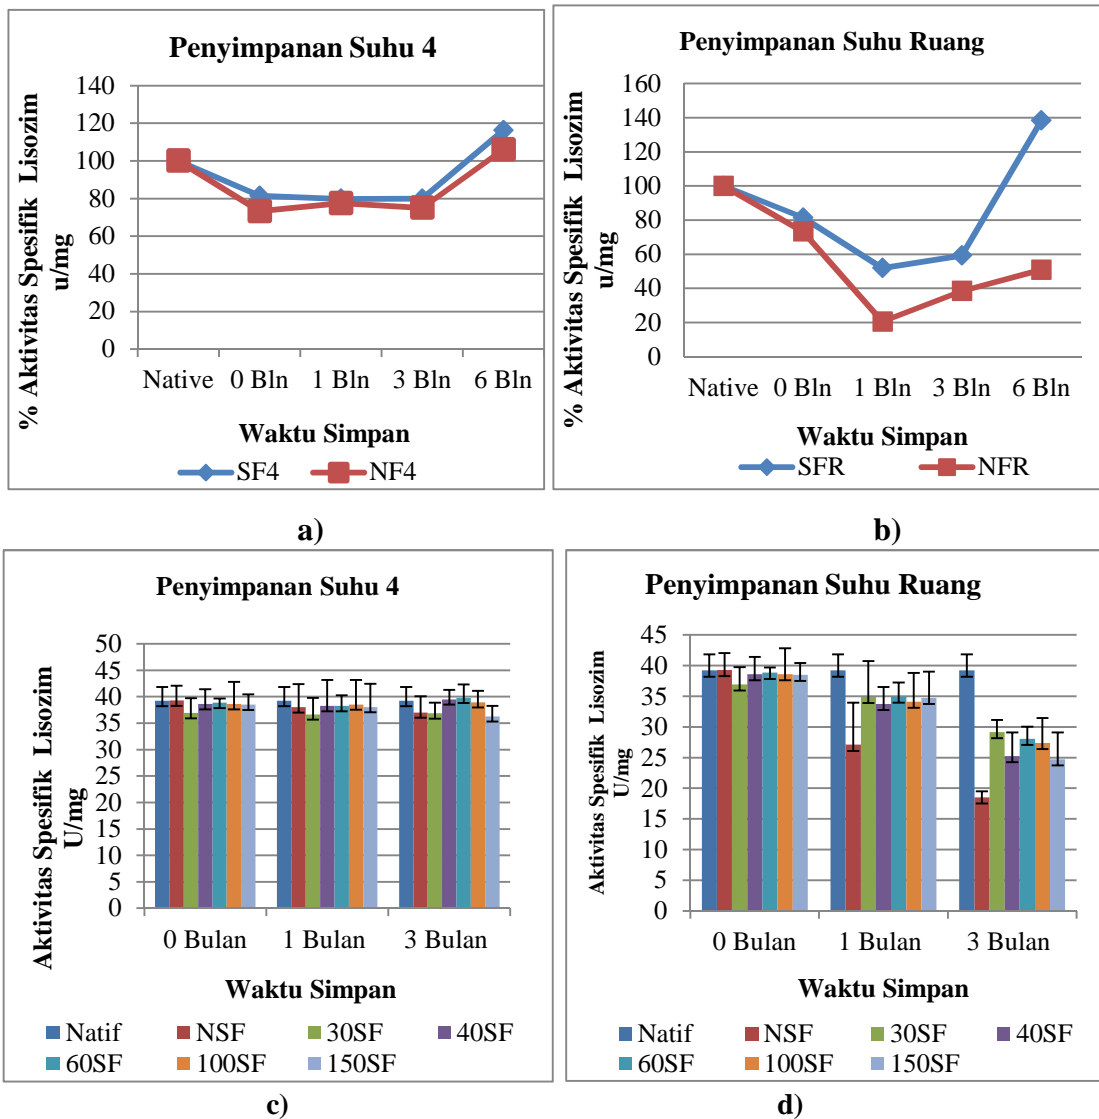 Penyimpanan Suhu 4
% Aktivitas Spesifik Lisozim
u/mg
140
120
100
80
60
40
20
0
Native 0 Bln 1 Bln 3 Bln 6 Bln
Waktu Simpan
SF4 NF4
a)
Penyimpanan Suhu Ruang
% Aktivitas Spesifik Lisozim
u/mg
160
140
120
100
80
60
40
20
0
Native 0 Bln 1 Bln 3 Bln 6 Bln
Waktu Simpan
SFR NFR
b)
Penyimpanan Suhu 4
Aktivitas Spesifik Lisozim
U/mg
50
45
40
35
30
25
20
15
10
5
0
0 Bulan 1 Bulan 3 Bulan
Waktu Simpan
Natif NSF 30SF 40SF
60SF 100SF 150SF
c)
Penyimpanan Suhu Ruang
Aktivitas Spesifik Lisozim
U/mg
45
40
35
30
25
20
15
10
5
0
0 Bulan 1 Bulan 3 Bulan
Waktu Simpan
Natif NSF 30SF 40SF
60SF 100SF 150SF
d)